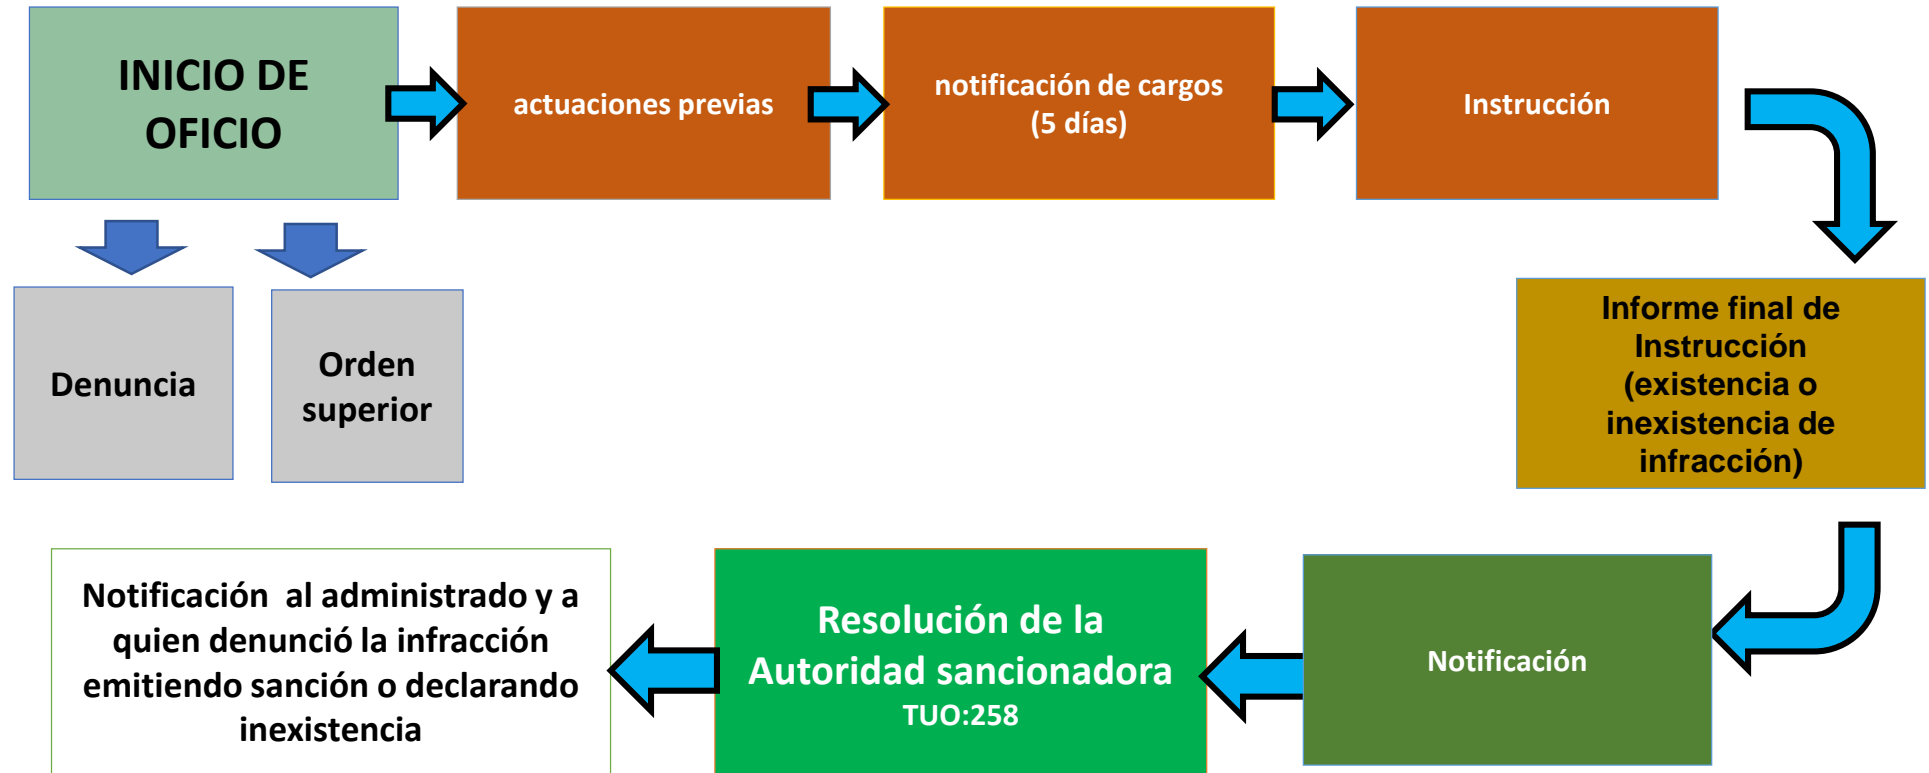 INICIO DE
OFICIO
actuaciones previas
notificación de cargos
(5 días)
Instrucción
Denuncia
Orden
superior
Informe final de
Instrucción
(existencia o
inexistencia de
infracción)
Notificación
Resolución de la
Autoridad sancionadora
TUO:258
Notificación al administrado y a
quien denunció la infracción
emitiendo sanción o declarando
inexistencia